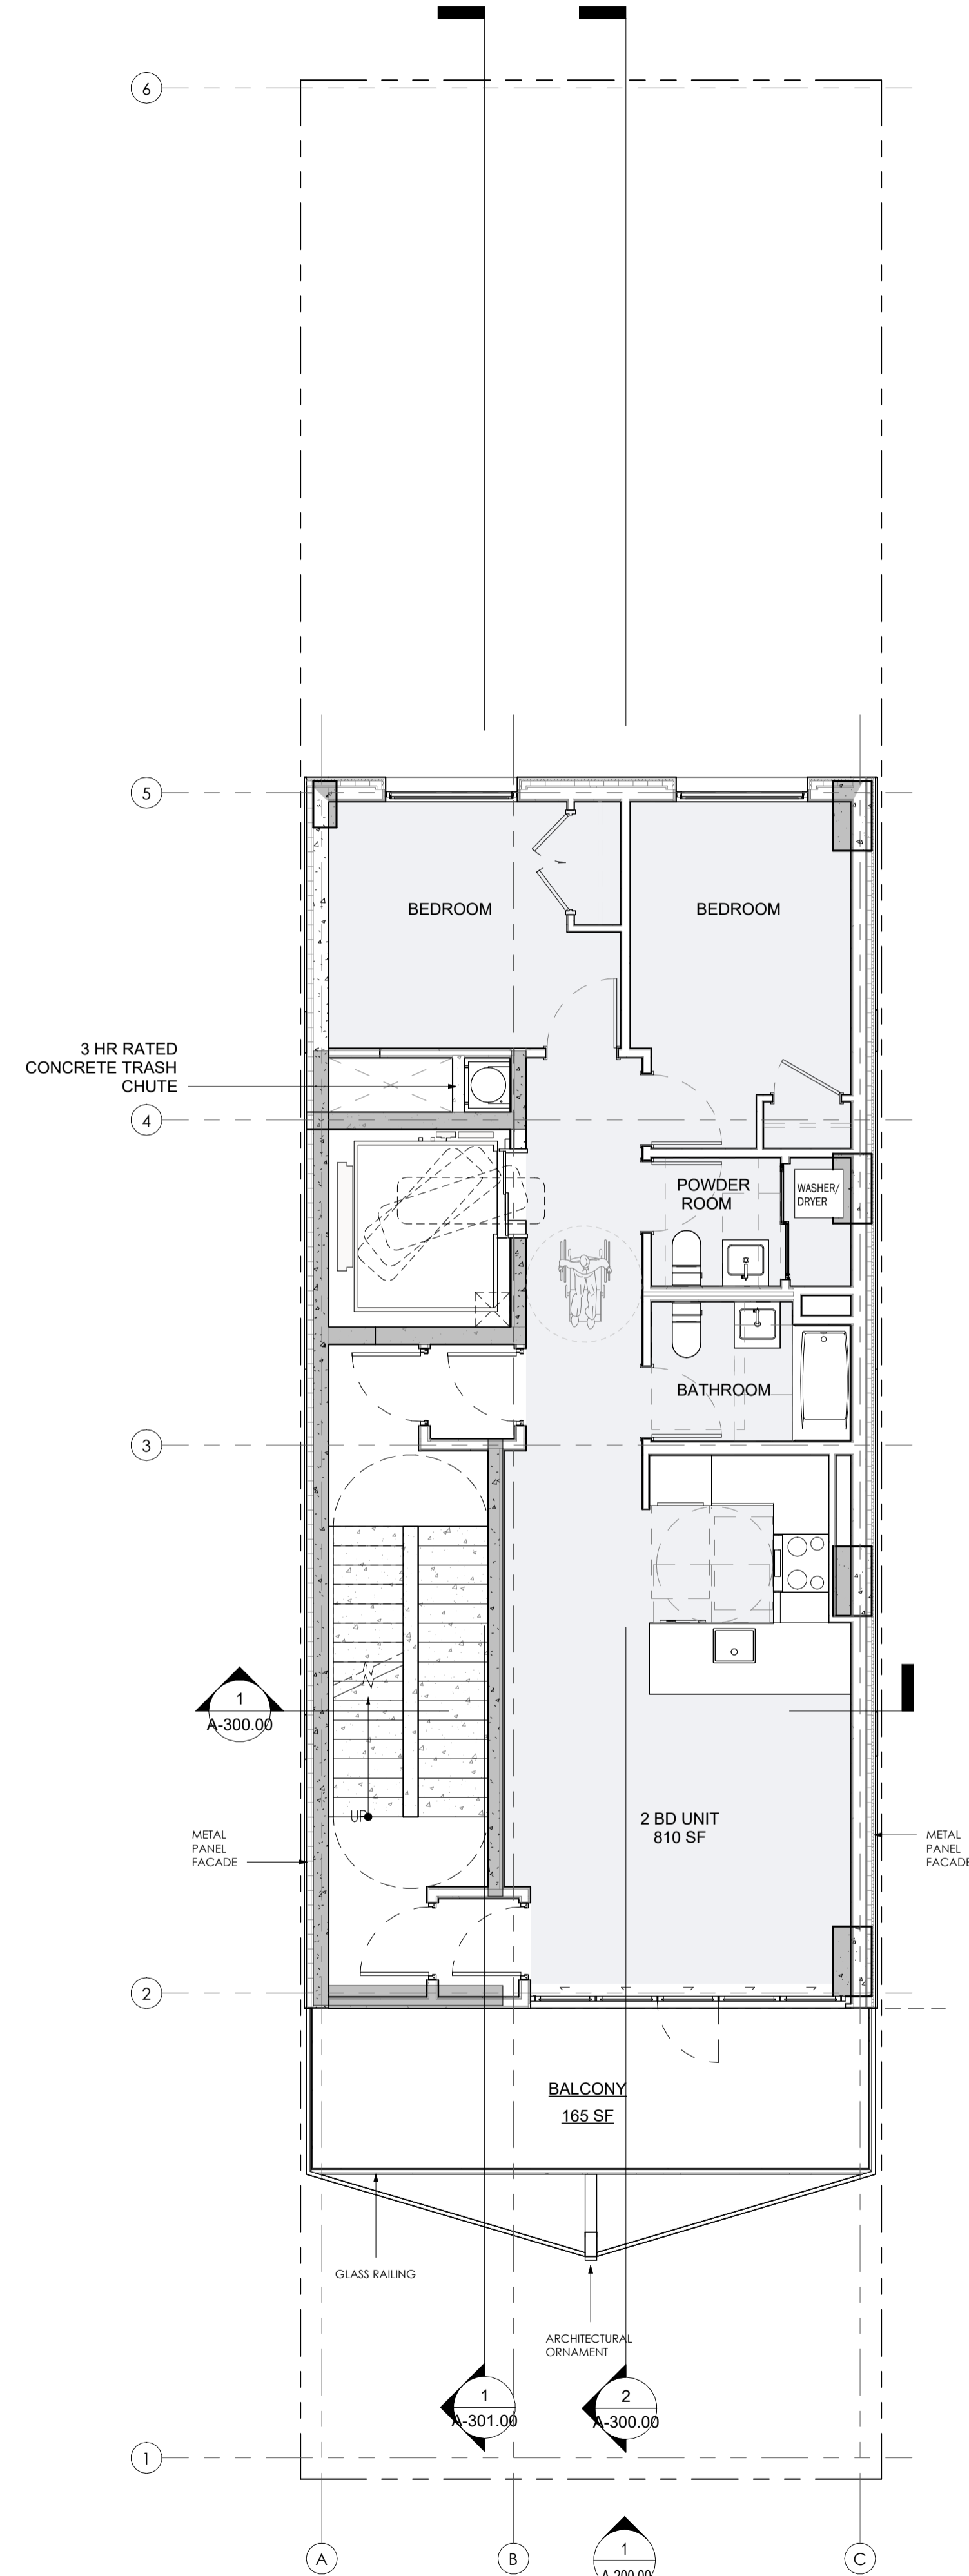 6
5
BEDROOM
BEDROOM
3 HR RATED
CONCRETE TRASH
CHUTE
4
POWDER
ROOM
WASHER/
DRYER
BATHROOM
3
1
A-300.00
UP
2 BD UNIT
810 SF
METAL
PANEL
FACADE
METAL
PANEL
FACADE
2
BALCONY
165 SF
GLASS RAILING
ARCHITECTURAL
ORNAMENT
1
A-301.00
2
A-300.00
1
A
B
1
A-200.00
C